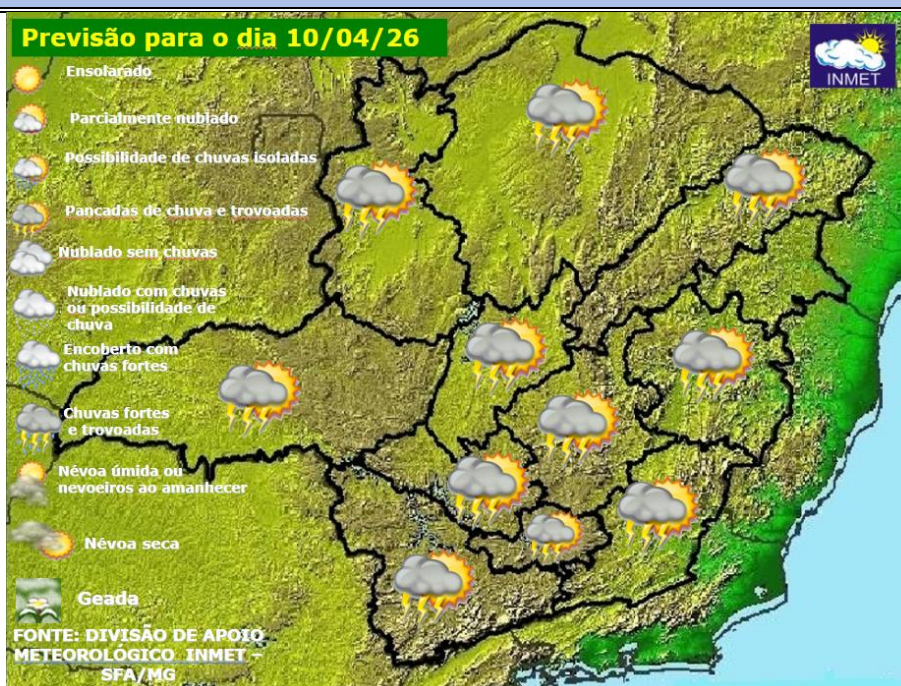 Previsão para o dia 10/04/26
INMET
Ensolarado
Parcialmente nublado
Possibilidade de chuvas isoladas
Pancadas de chuva e trovoadas
Nublado sem chuvas
Nublado com chuvas
ou possibilidade de
chuva
Encoberto com
chuvas fortes
Chuvas fortes
e trovoadas
Névoa úmida ou
nevoeiros ao amanhecer
Névoa seca
Geada
FONTE: DIVISÃO DE APOIO
METEOROLÓGICO INMET –
SFA/MG